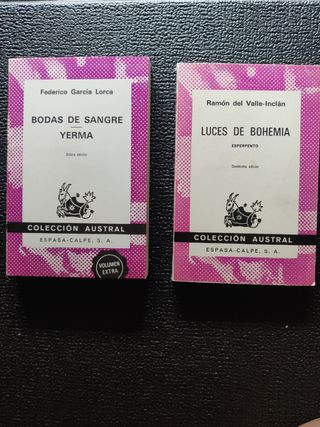 Federico García Lorca
BODAS DE SANGRE
YERMA
COLECCIÓN AUSTRAL
ESPASA-CALPE, S. A.
VOLUMEN
EXTRA
Ramón del Valle-Inclán
LUCES DE BOHEMIA
ESPERPENTO
COLECCIÓN AUSTRAL
ESPASA-CALPE, S. A.